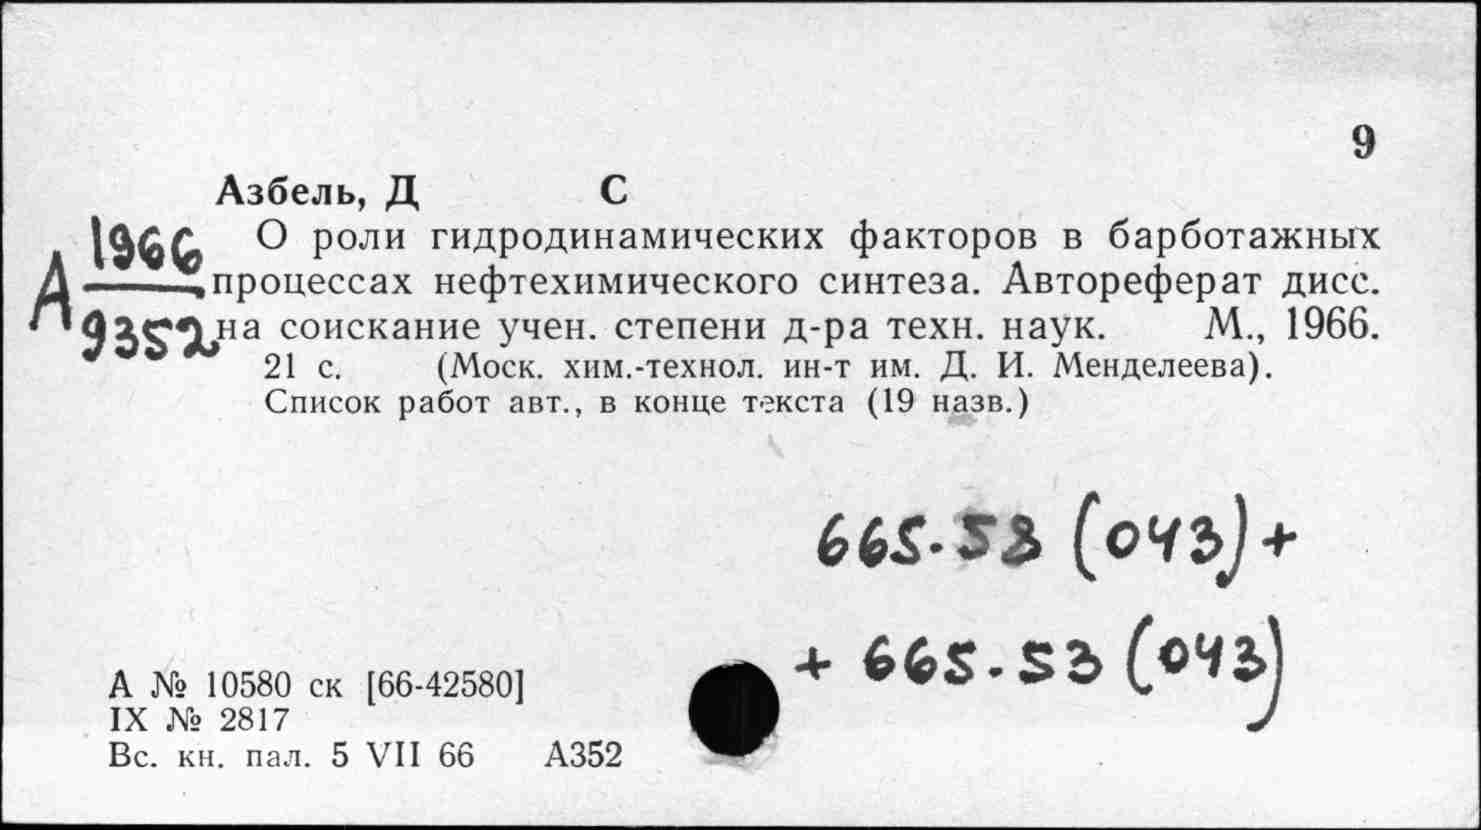 9
Азбель, Д С
1966 О роли гидродинамических факторов в барботажных
А процессах нефтехимического синтеза. Автореферат дисс.
9352 на соискание учен. степени д-ра техн. наук. М., 1966.
21 с. (Моск. хим.-технол. ин-т им. Д. И. Менделеева).
Список работ авт., в конце текста (19 назв.)
665.53 (043)+
+ 665.53 (043)
А № 10580 ск [66-42580]
IX № 2817
Вс. кн. пал. 5 VII 66 А352